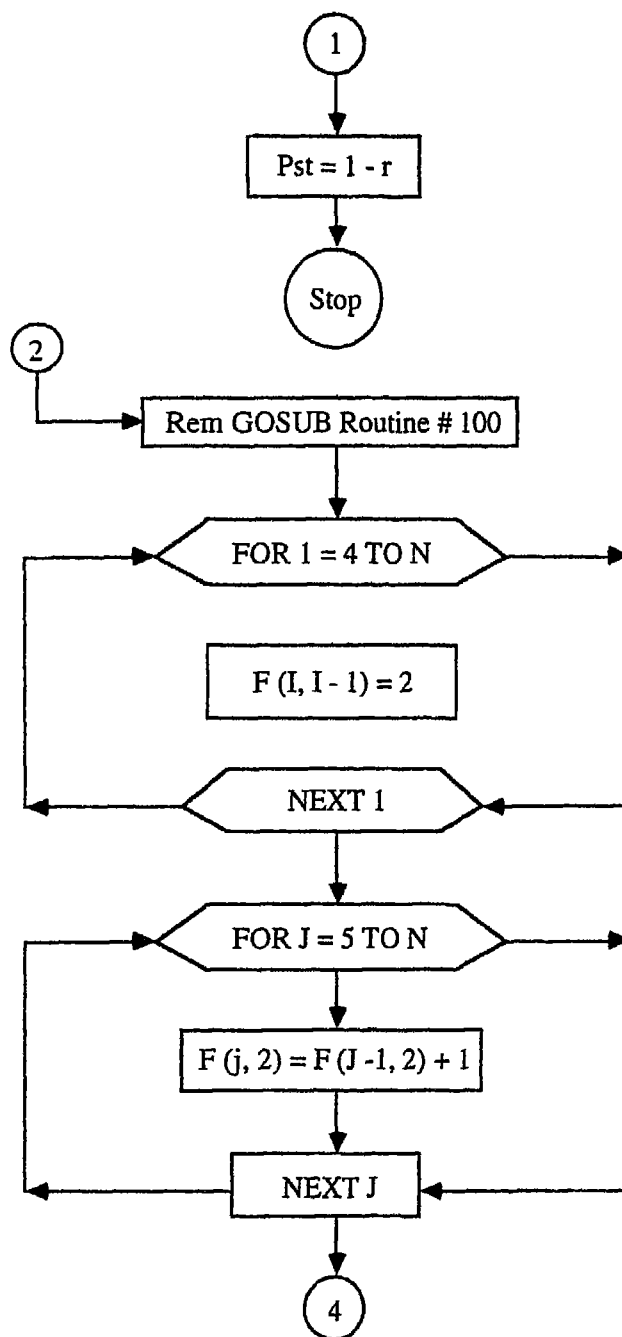 1
Pst = 1 - r
Stop
2
Rem GOSUB Routine # 100
FOR 1 = 4 TO N
F (I, I - 1) = 2
NEXT 1
FOR J = 5 TO N
F (j, 2) = F (J -1, 2) + 1
NEXT J
4